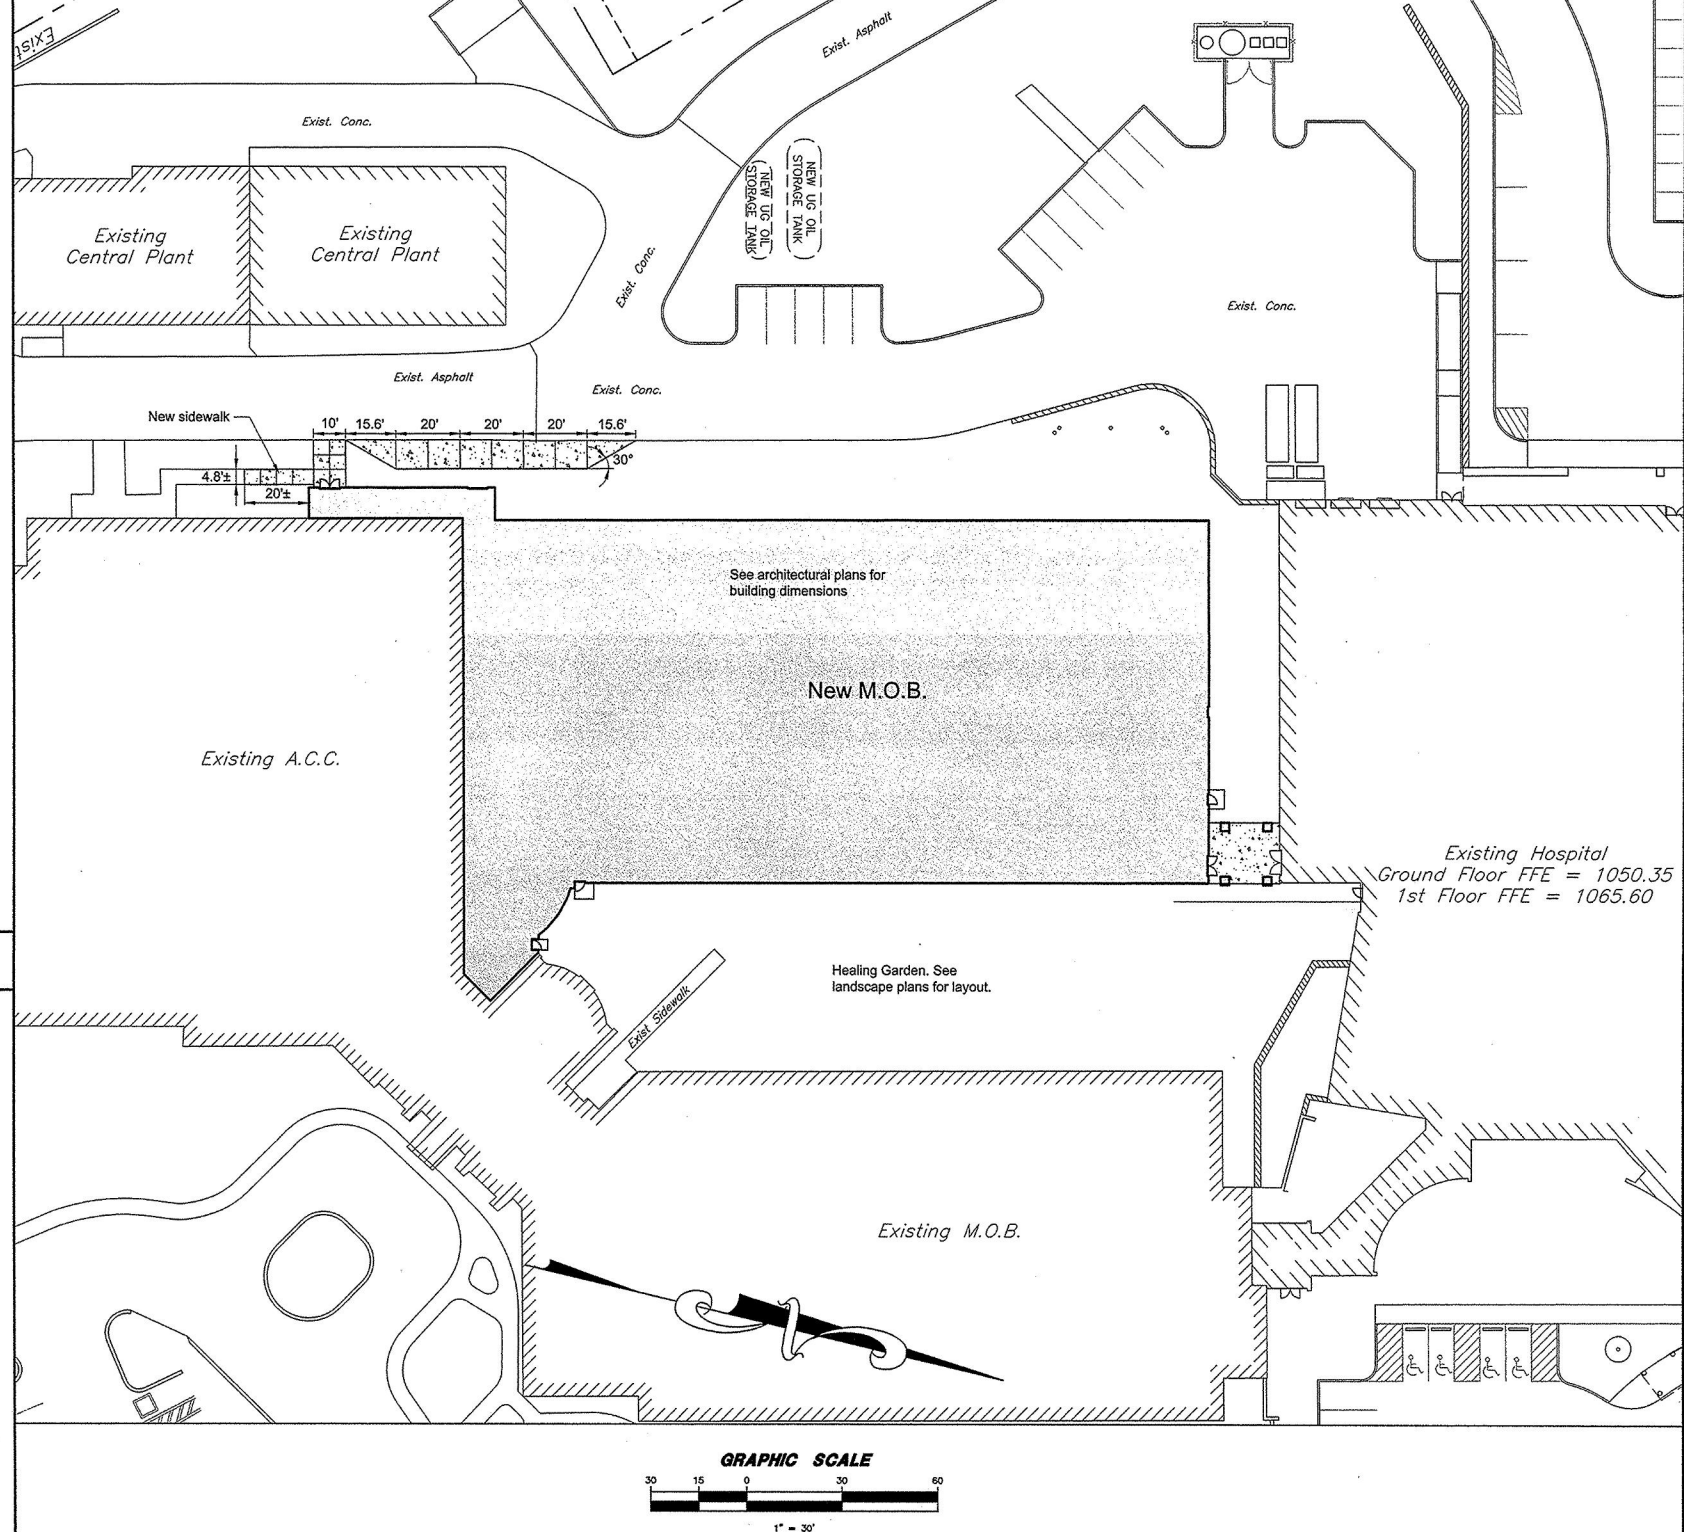 Exist.
Exist. Asphalt
Exist. Conc.
NEW UG OIL
STORAGE TANK
NEW UG OIL
STORAGE TANK
Existing
Central Plant
Existing
Central Plant
Exist. Conc.
Exist. Conc.
Exist. Asphalt
Exist. Conc.
New sidewalk
10'
15.6'
20'
20'
20'
15.6'
30°
4.8'±
20'±
See architectural plans for
building dimensions
New M.O.B.
Existing A.C.C.
Existing Hospital
Ground Floor FFE = 1050.35
1st Floor FFE = 1065.60
Healing Garden. See
landscape plans for layout.
Exist Sidewalk
Existing M.O.B.
GRAPHIC SCALE
30 15 0 30 60
1" = 30'